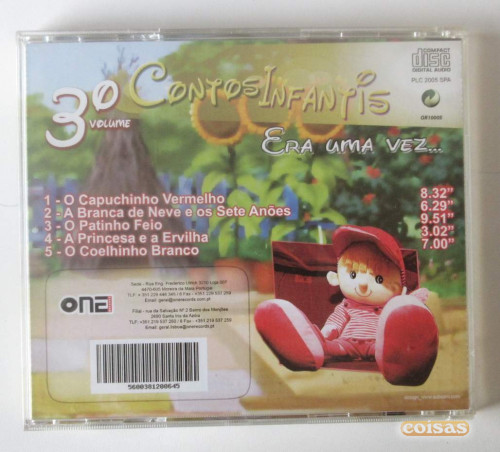 COMPACT
disc
DIGITAL AUDIO
PLC 2005 SPA
3º
VOLUME
CONTOS INFANTIS
ERA UMA VEZ...
1 - O Capuchinho Vermelho 8.32"
2 - A Branca de Neve e os Sete Anões 6.29"
3 - O Patinho Feio 9.51"
4 - A Princesa e a Ervilha 3.02"
5 - O Coelhinho Branco 7.00"
one
5600381200645
coisas